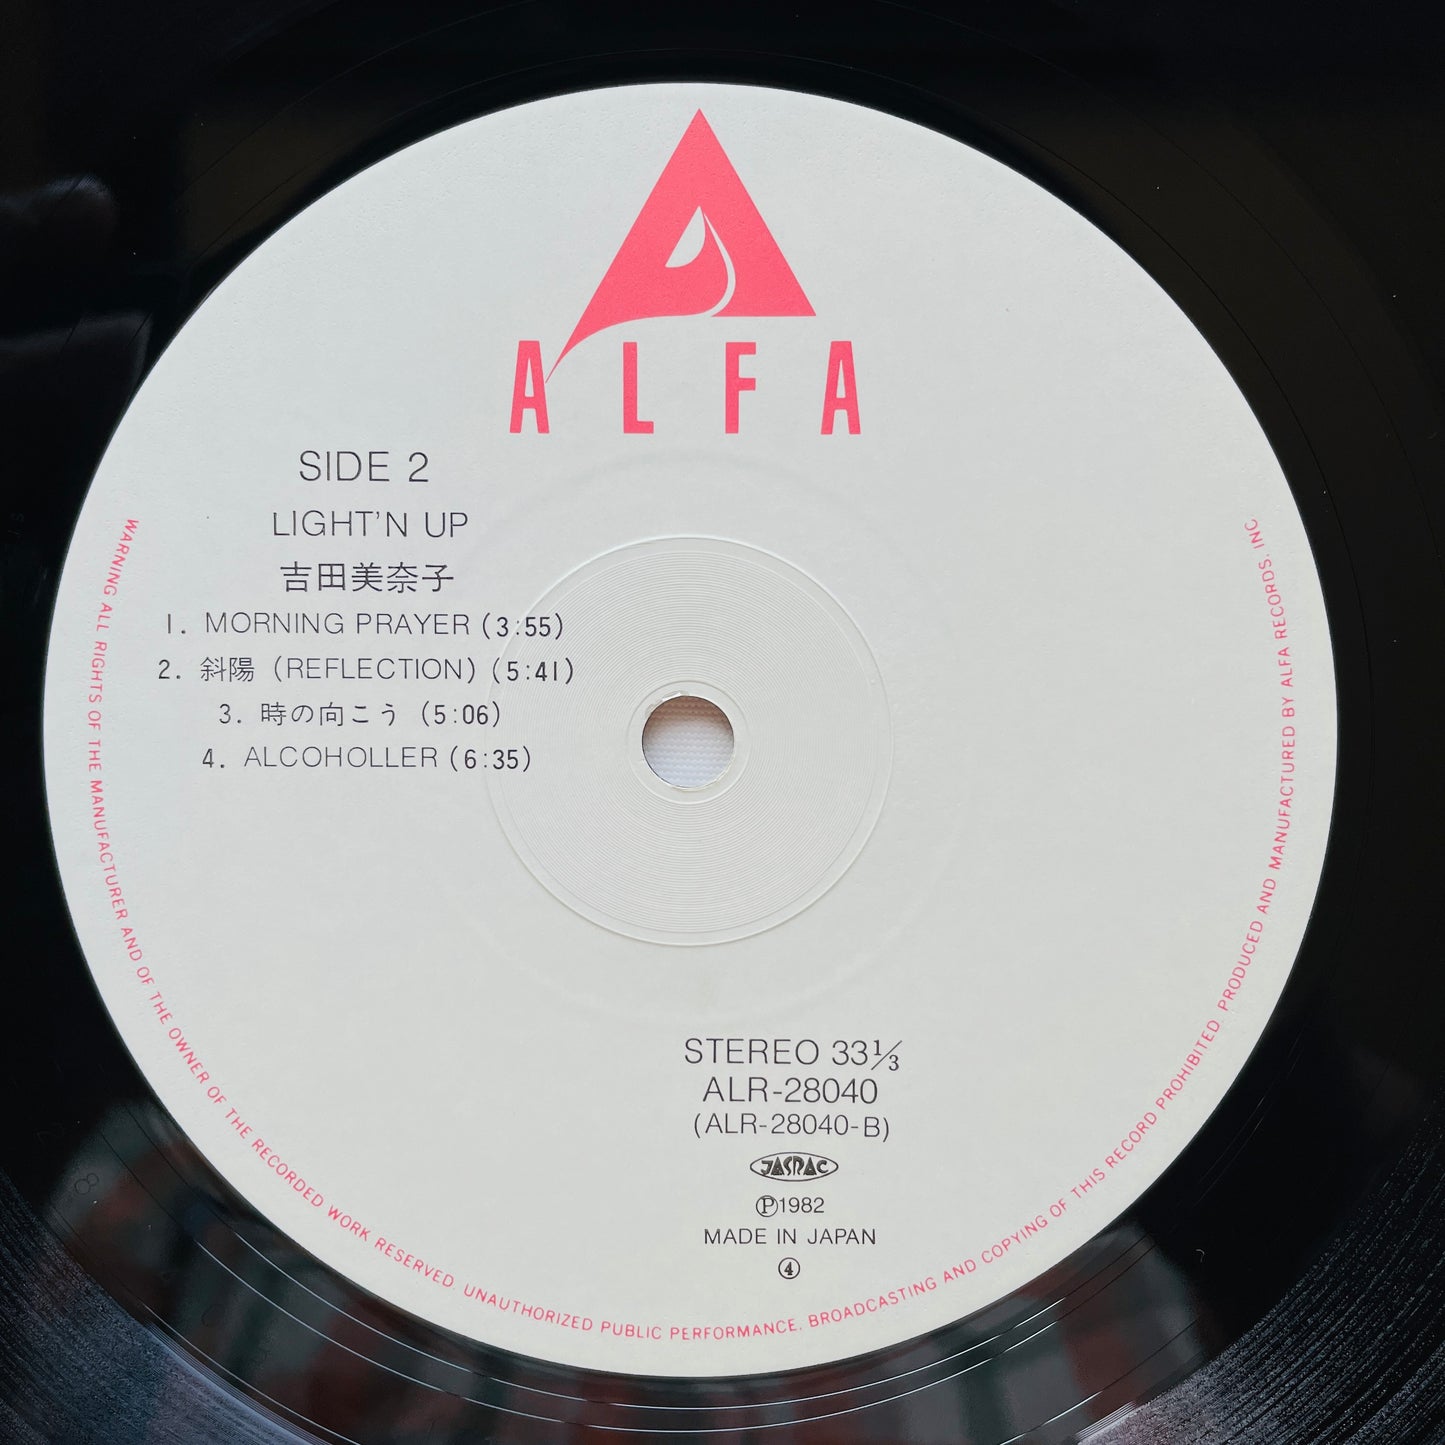 ALFA
SIDE 2
LIGHT'N UP
吉田美奈子
1. MORNING PRAYER (3:55)
2. 斜陽 (REFLECTION) (5:41)
3. 時の向こう (5:06)
4. ALCOHOLLER (6:35)
STEREO 33⅓
ALR-28040
(ALR-28040-B)
JASRAC
Ⓟ1982
MADE IN JAPAN
④
WARNING ALL RIGHTS OF THE MANUFACTURER AND OF THE OWNER OF THE RECORDED WORK RESERVED. UNAUTHORIZED PUBLIC PERFORMANCE. BROADCASTING AND COPYING OF THIS RECORD PROHIBITED. PRODUCED AND MANUFACTURED BY ALFA RECORDS. INC